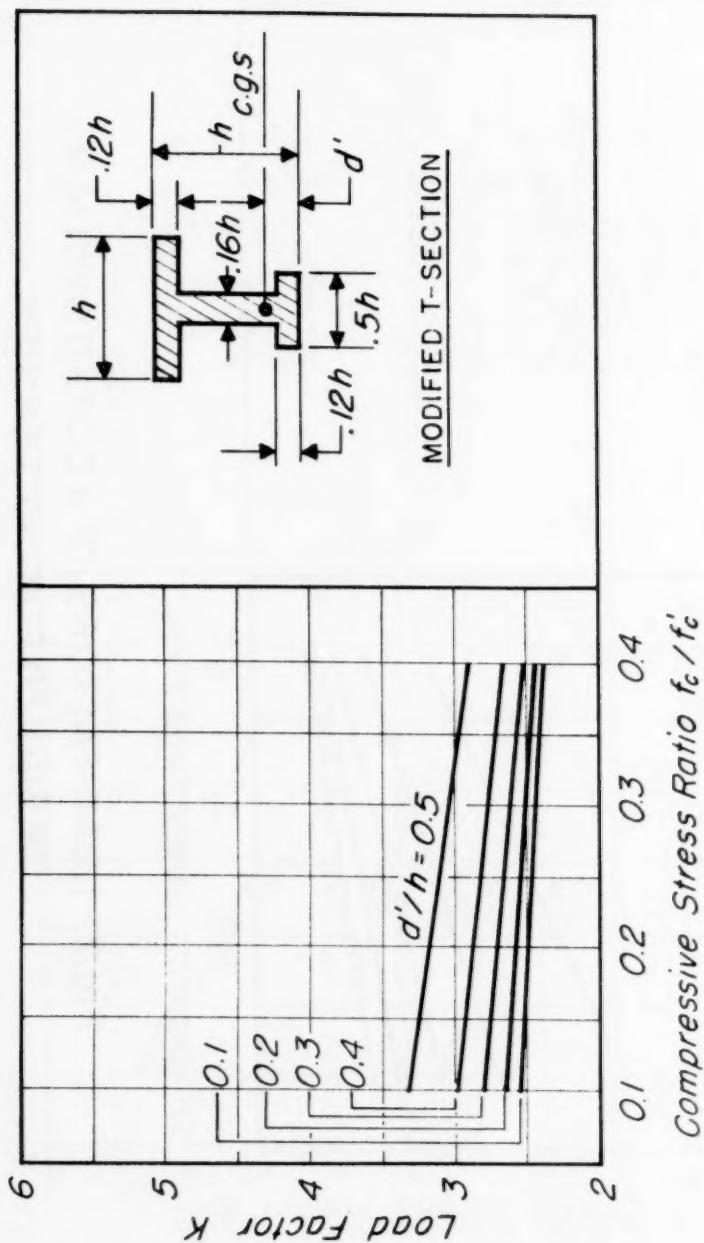 Load Factor K
6
5
4
3
2
0.1
0.2
0.3
0.4
d'/h = 0.5
0.1
0.2
0.3
0.4
Compressive Stress Ratio fc / f'c
h
.12h
.16h
h
c.g.s
d'
.12h
.5h
MODIFIED T-SECTION